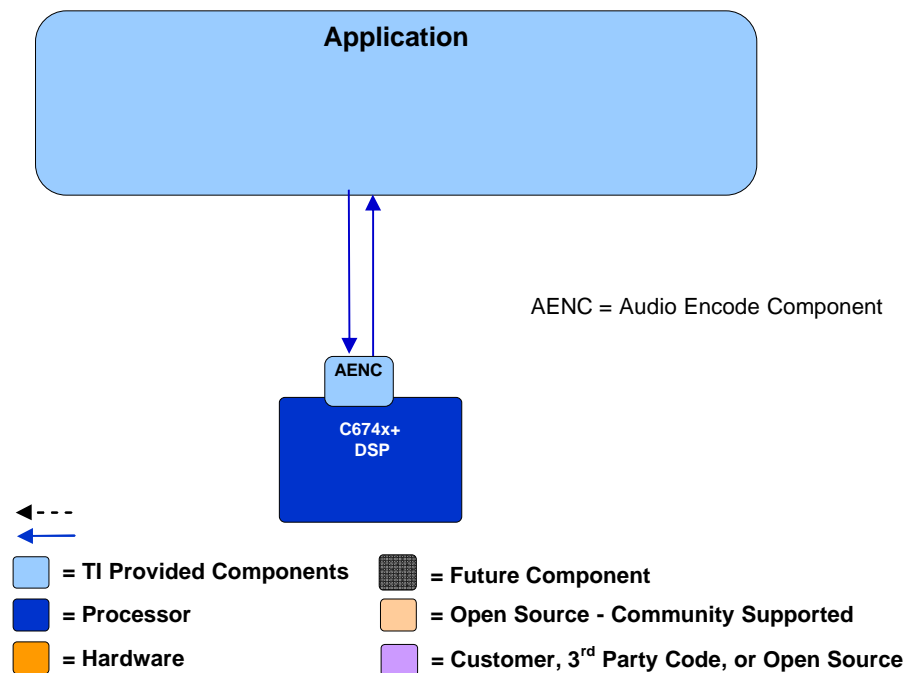 Application
AENC = Audio Encode Component
AENC
C674x+
DSP
= TI Provided Components
= Future Component
= Processor
= Open Source - Community Supported
= Hardware
= Customer, 3rd Party Code, or Open Source